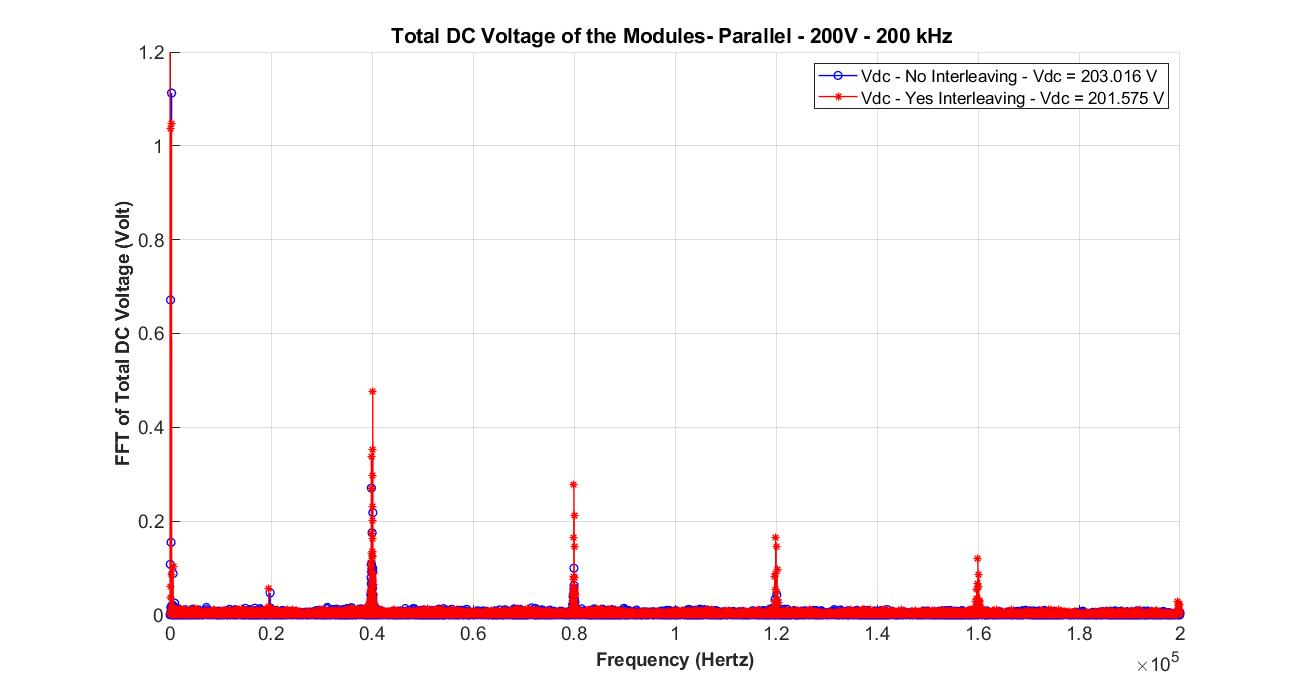 Total DC Voltage of the Modules- Parallel - 200V - 200 kHz
Vdc - No Interleaving - Vdc = 203.016 V
Vdc - Yes Interleaving - Vdc = 201.575 V
FFT of Total DC Voltage (Volt)
1.2
1
0.8
0.6
0.4
0.2
0
0 0.2 0.4 0.6 0.8 1 1.2 1.4 1.6 1.8 2
Frequency (Hertz)
×10⁵